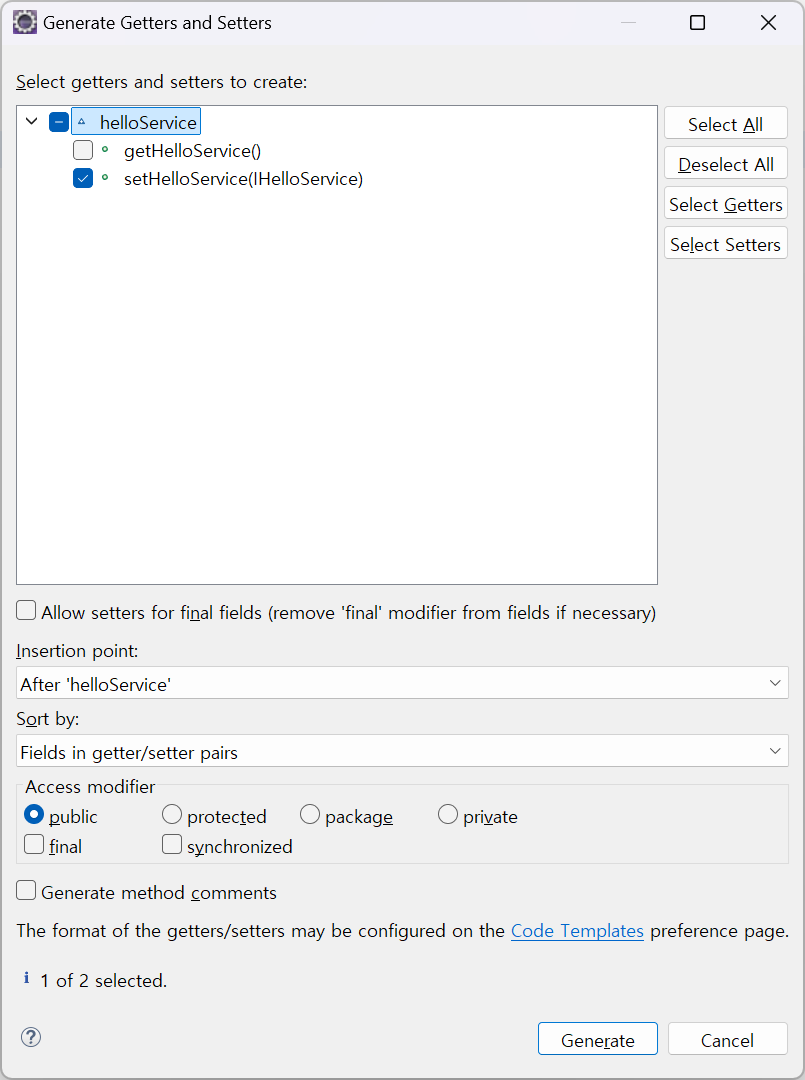 Generate Getters and Setters
Select getters and setters to create:
helloService
getHelloService()
setHelloService(IHelloService)
Select All
Deselect All
Select Getters
Select Setters
Allow setters for final fields (remove 'final' modifier from fields if necessary)
Insertion point:
After 'helloService'
Sort by:
Fields in getter/setter pairs
Access modifier
public protected package private
final synchronized
Generate method comments
The format of the getters/setters may be configured on the Code Templates preference page.
1 of 2 selected.
Generate Cancel